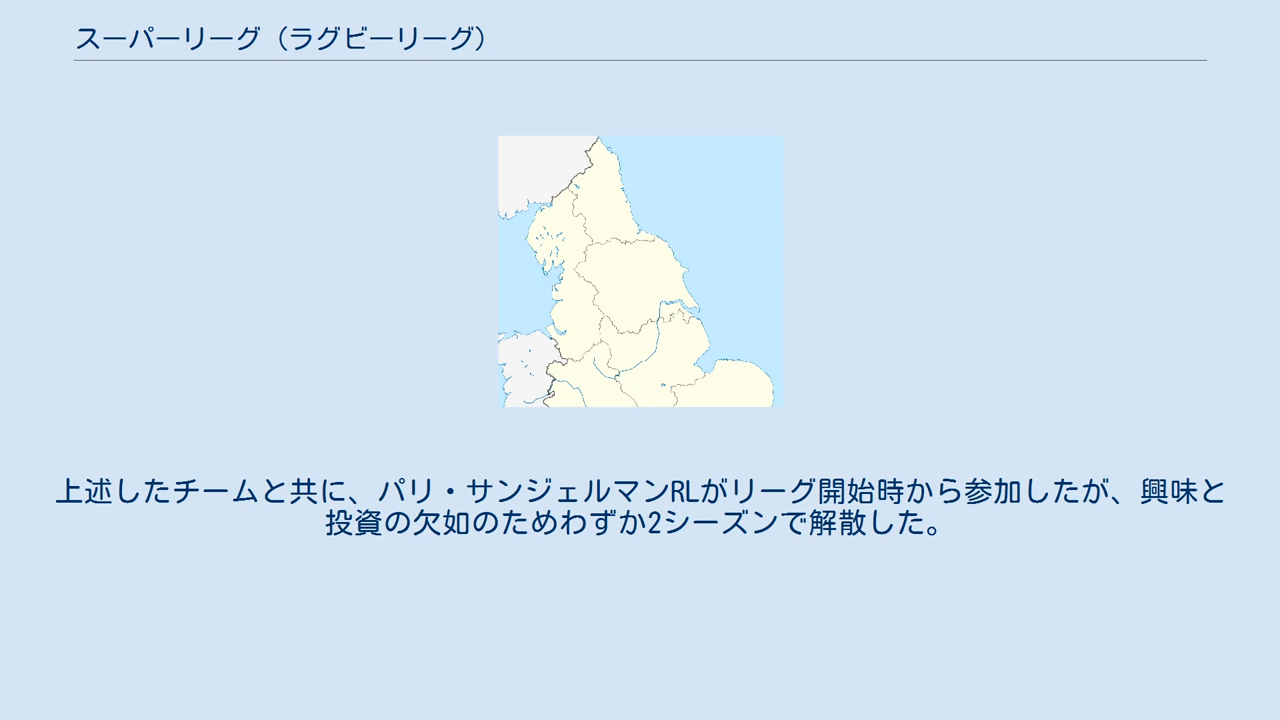 スーパーリーグ（ラグビーリーグ）
上述したチームと共に、パリ・サンジェルマンRLがリーグ開始時から参加したが、興味と
投資の欠如のためわずか2シーズンで解散した。